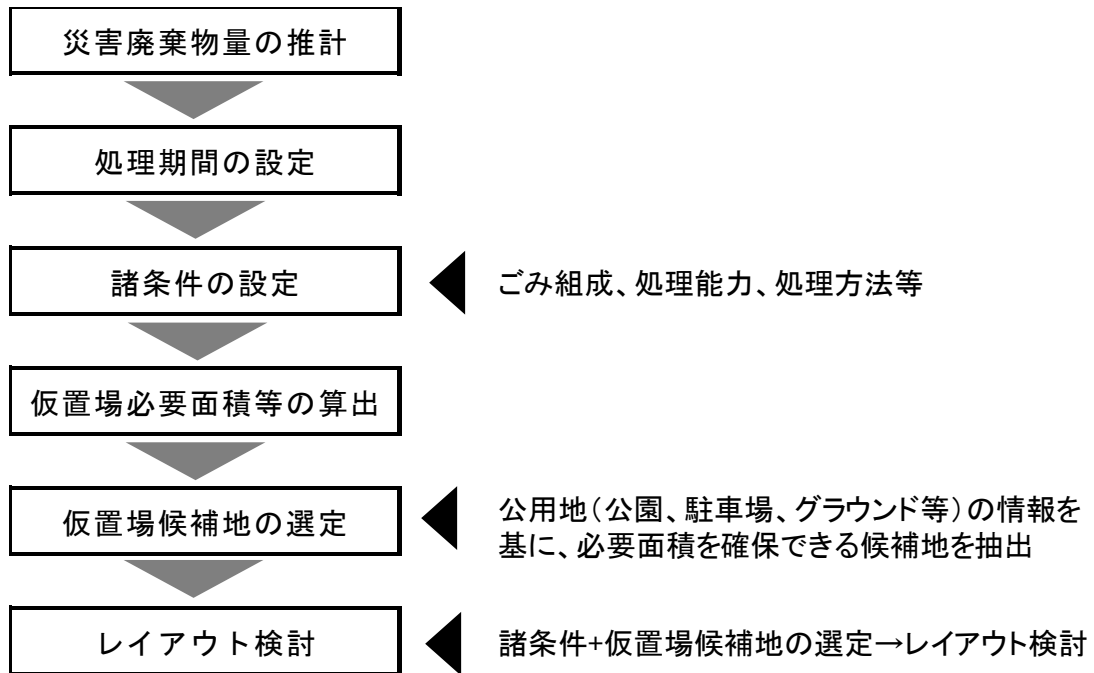 災害廃棄物量の推計
処理期間の設定
諸条件の設定
ごみ組成、処理能力、処理方法等
仮置場必要面積等の算出
仮置場候補地の選定
公用地（公園、駐車場、グラウンド等）の情報を
基に、必要面積を確保できる候補地を抽出
レイアウト検討
諸条件+仮置場候補地の選定→レイアウト検討